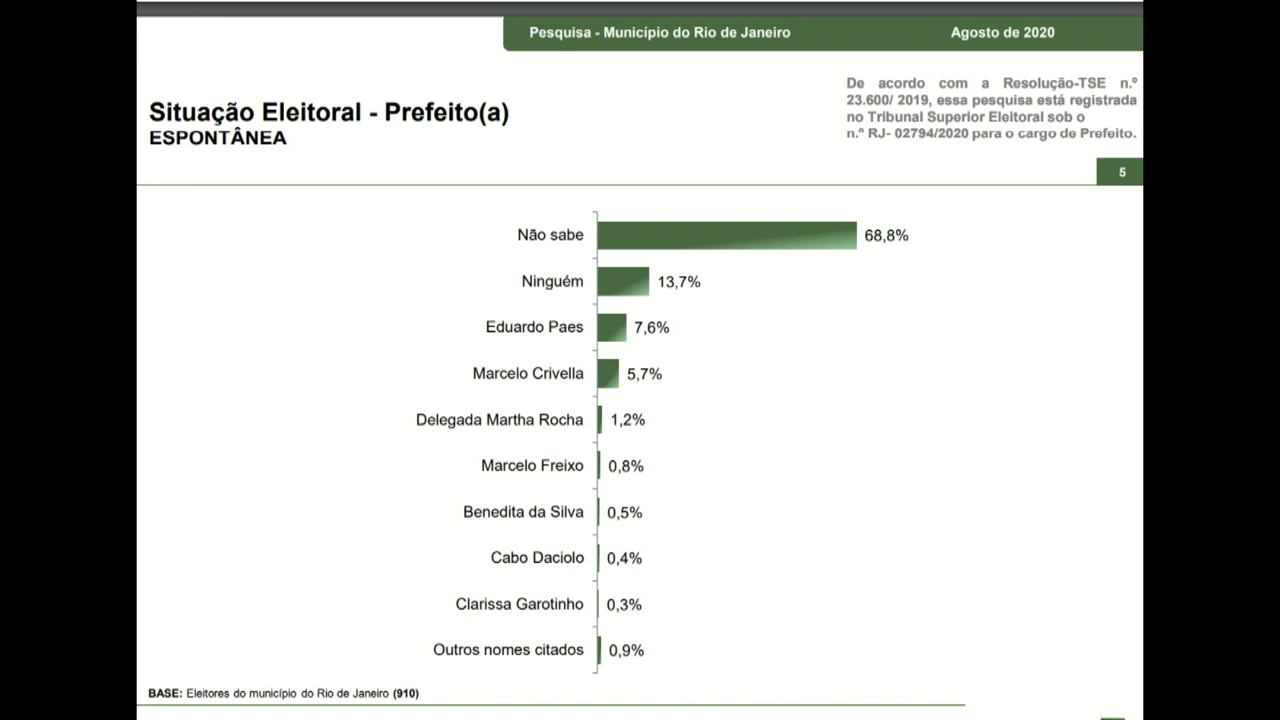 Pesquisa - Município do Rio de Janeiro Agosto de 2020
De acordo com a Resolução-TSE n.º
23.600/ 2019, essa pesquisa está registrada
no Tribunal Superior Eleitoral sob o
n.º RJ- 02794/2020 para o cargo de Prefeito.
Situação Eleitoral - Prefeito(a)
ESPONTÂNEA
5
Não sabe 68,8%
Ninguém 13,7%
Eduardo Paes 7,6%
Marcelo Crivella 5,7%
Delegada Martha Rocha 1,2%
Marcelo Freixo 0,8%
Benedita da Silva 0,5%
Cabo Daciolo 0,4%
Clarissa Garotinho 0,3%
Outros nomes citados 0,9%
BASE: Eleitores do município do Rio de Janeiro (910)